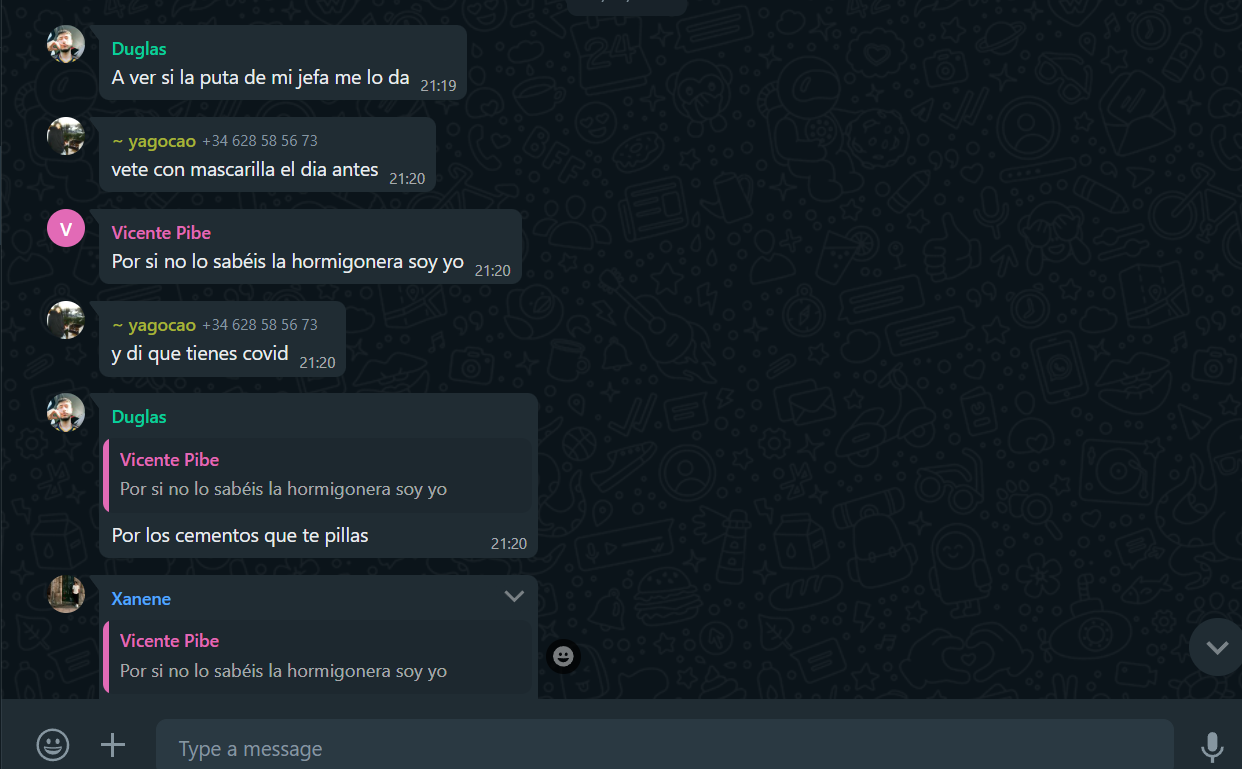 Duglas
A ver si la puta de mi jefa me lo da 21:19
~ yagocao +34 628 58 56 73
vete con mascarilla el dia antes 21:20
V
Vicente Pibe
Por si no lo sabéis la hormigonera soy yo 21:20
~ yagocao +34 628 58 56 73
y di que tienes covid 21:20
Duglas
Vicente Pibe
Por si no lo sabéis la hormigonera soy yo
Por los cementos que te pillas 21:20
Xanene
Vicente Pibe
Por si no lo sabéis la hormigonera soy yo
Type a message